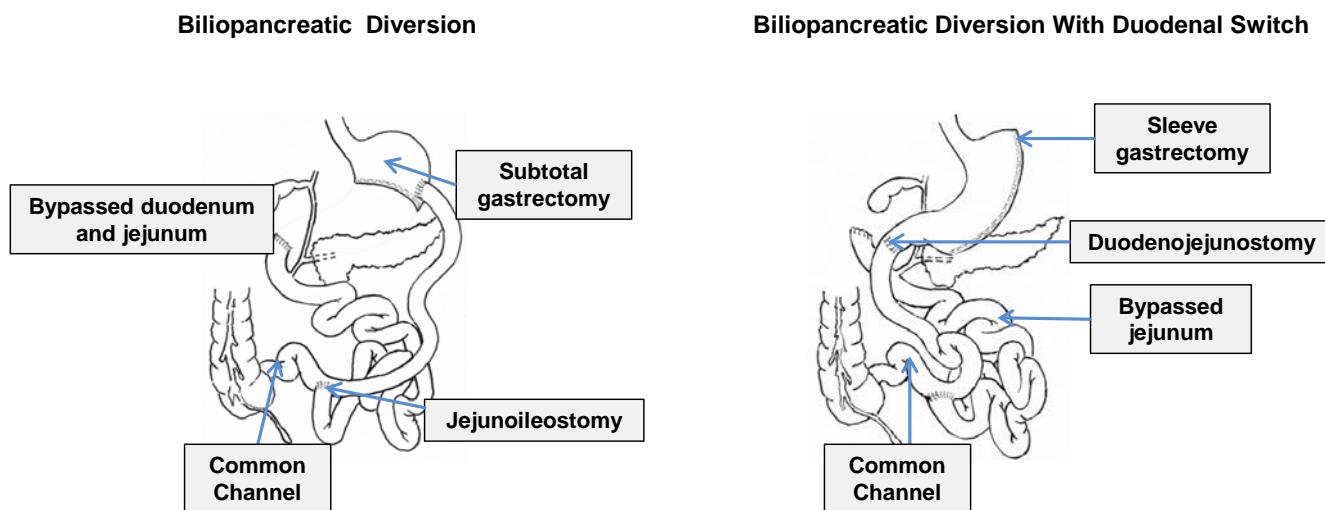 Biliopancreatic Diversion
Biliopancreatic Diversion With Duodenal Switch
Bypassed duodenum
and jejunum
Subtotal
gastrectomy
Jejunoileostomy
Common
Channel
Sleeve
gastrectomy
Duodenojejunostomy
Bypassed
jejunum
Common
Channel